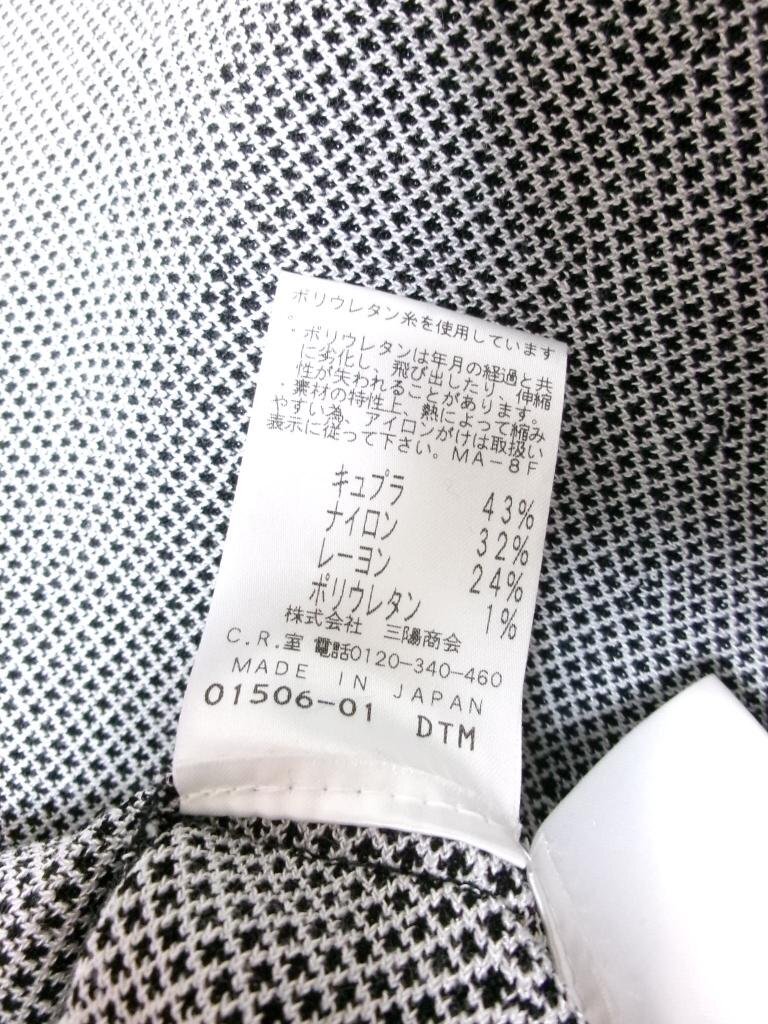 ポリウレタン糸を使用しています
。
・ポリウレタンは年月の経過と共
に劣化し、飛び出したり、伸縮
性が失われることがあります。
・素材の特性上、熱によって縮み
やすい為、アイロンがけは取扱い
表示に従って下さい。MA-8F
キュプラ 43%
ナイロン 32%
レーヨン 24%
ポリウレタン 1%
株式会社 三陽商会
C.R.室 電話0120-340-460
MADE IN JAPAN
01506-01 DTM